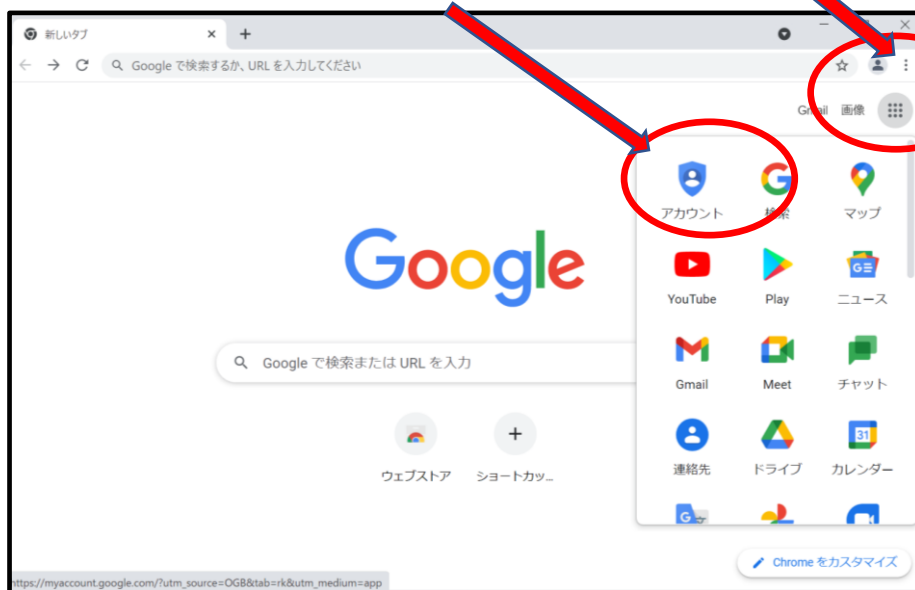 新しいタブ
Google で検索するか、URL を入力してください
Gmail 画像
アカウント 検索 マップ
Google
YouTube Play ニュース
Google で検索または URL を入力
Gmail Meet チャット
連絡先 ドライブ カレンダー
ウェブストア ショートカッ...
Chrome をカスタマイズ
https://myaccount.google.com/?utm_source=OGB&tab=rk&utm_medium=app